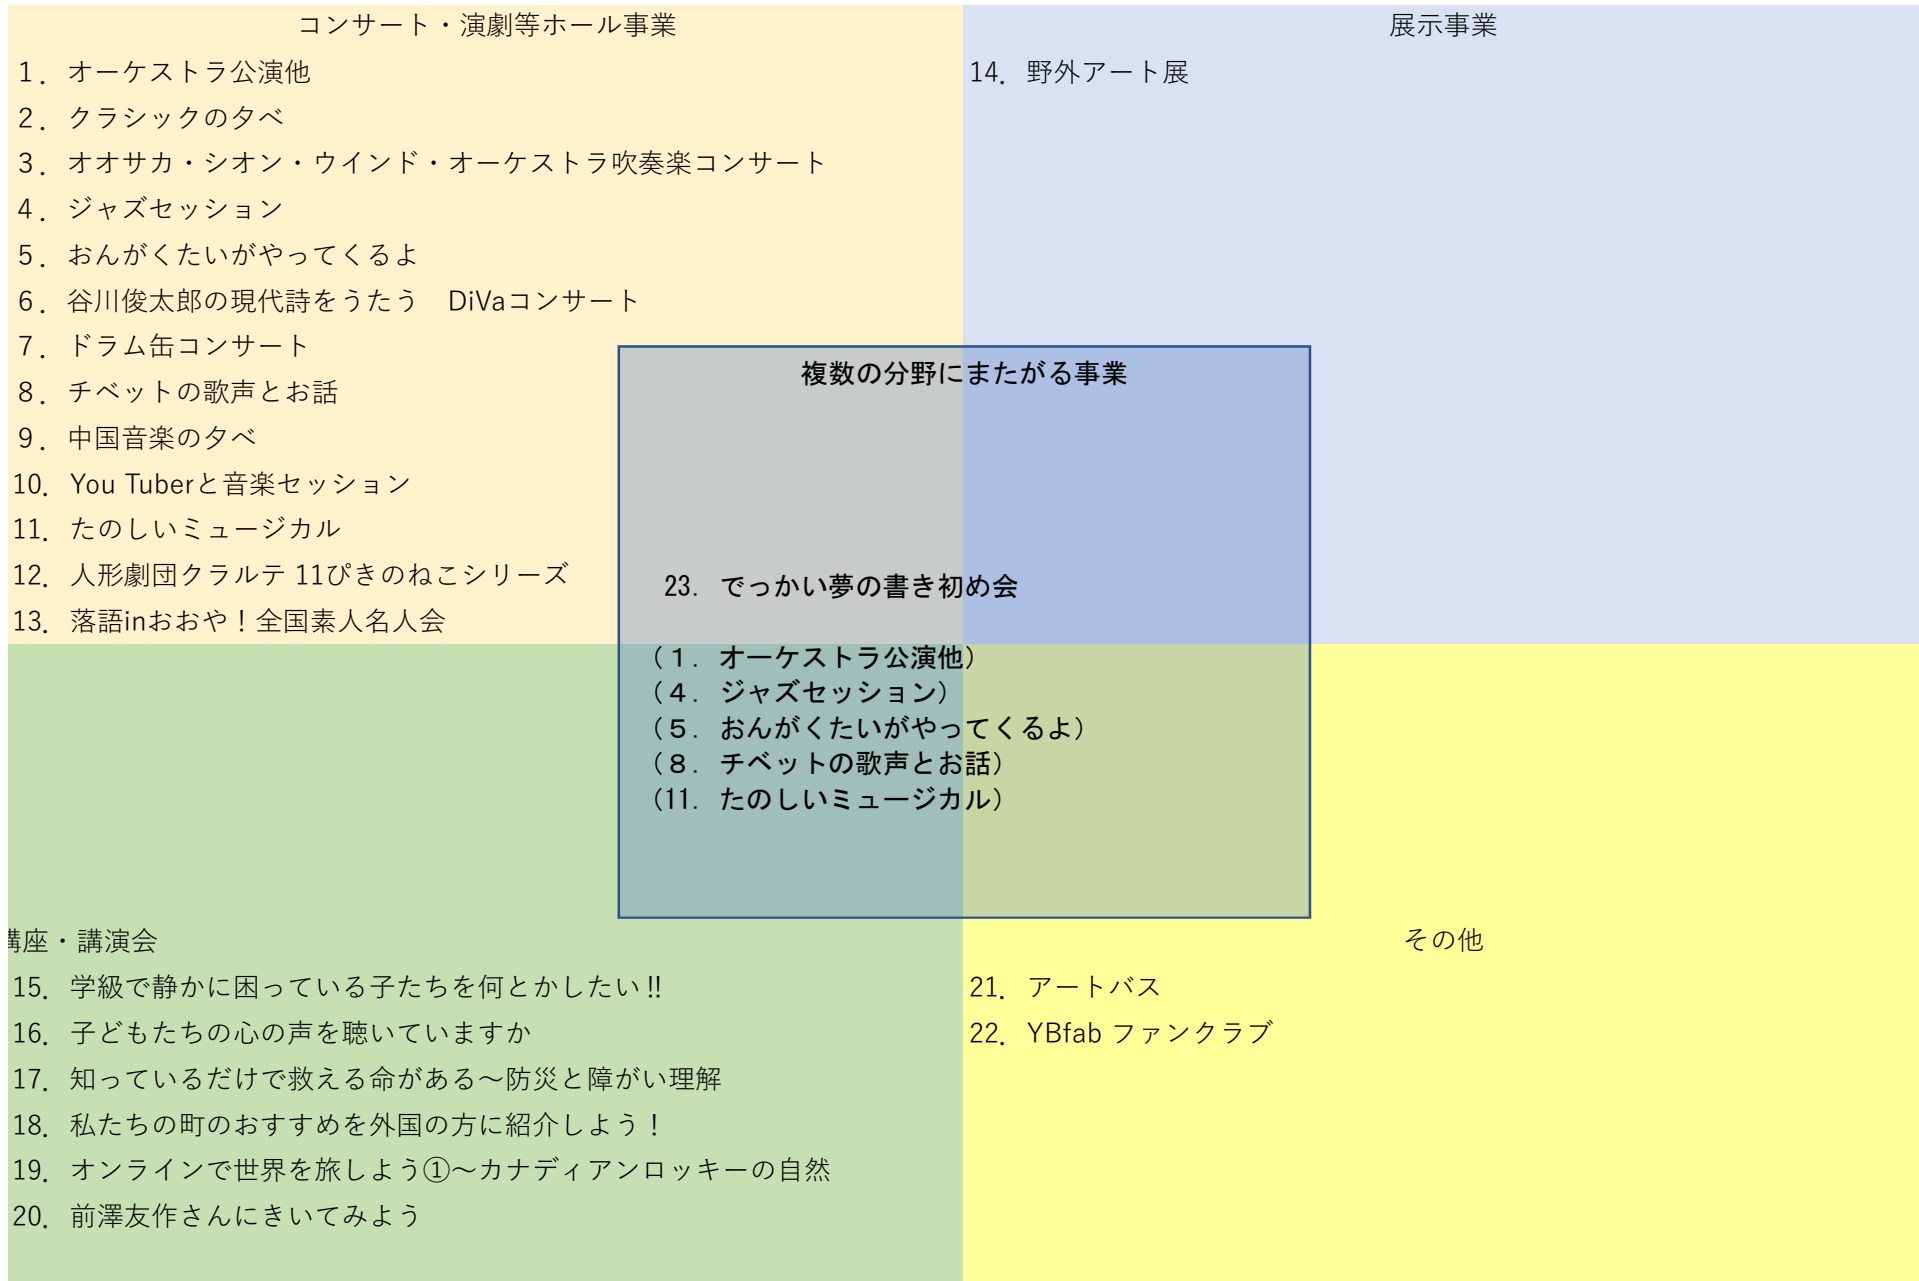 コンサート・演劇等ホール事業
1．オーケストラ公演他
2．クラシックの夕べ
3．オオサカ・シオン・ウインド・オーケストラ吹奏楽コンサート
4．ジャズセッション
5．おんがくたいがやってくるよ
6．谷川俊太郎の現代詩をうたう　DiVaコンサート
7．ドラム缶コンサート
8．チベットの歌声とお話
9．中国音楽の夕べ
10．You Tuberと音楽セッション
11．たのしいミュージカル
12．人形劇団クラルテ 11ぴきのねこシリーズ
13．落語inおおや！全国素人名人会
展示事業
14．野外アート展
複数の分野にまたがる事業
23．でっかい夢の書き初め会
（1．オーケストラ公演他）
（4．ジャズセッション）
（5．おんがくたいがやってくるよ）
（8．チベットの歌声とお話）
（11．たのしいミュージカル）
講座・講演会
15．学級で静かに困っている子たちを何とかしたい‼
16．子どもたちの心の声を聴いていますか
17．知っているだけで救える命がある～防災と障がい理解
18．私たちの町のおすすめを外国の方に紹介しよう！
19．オンラインで世界を旅しよう①～カナディアンロッキーの自然
20．前澤友作さんにきいてみよう
その他
21．アートバス
22．YBfab ファンクラブ